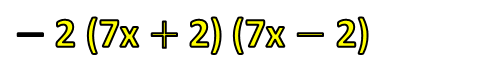 − 2 (7x + 2) (7x − 2)